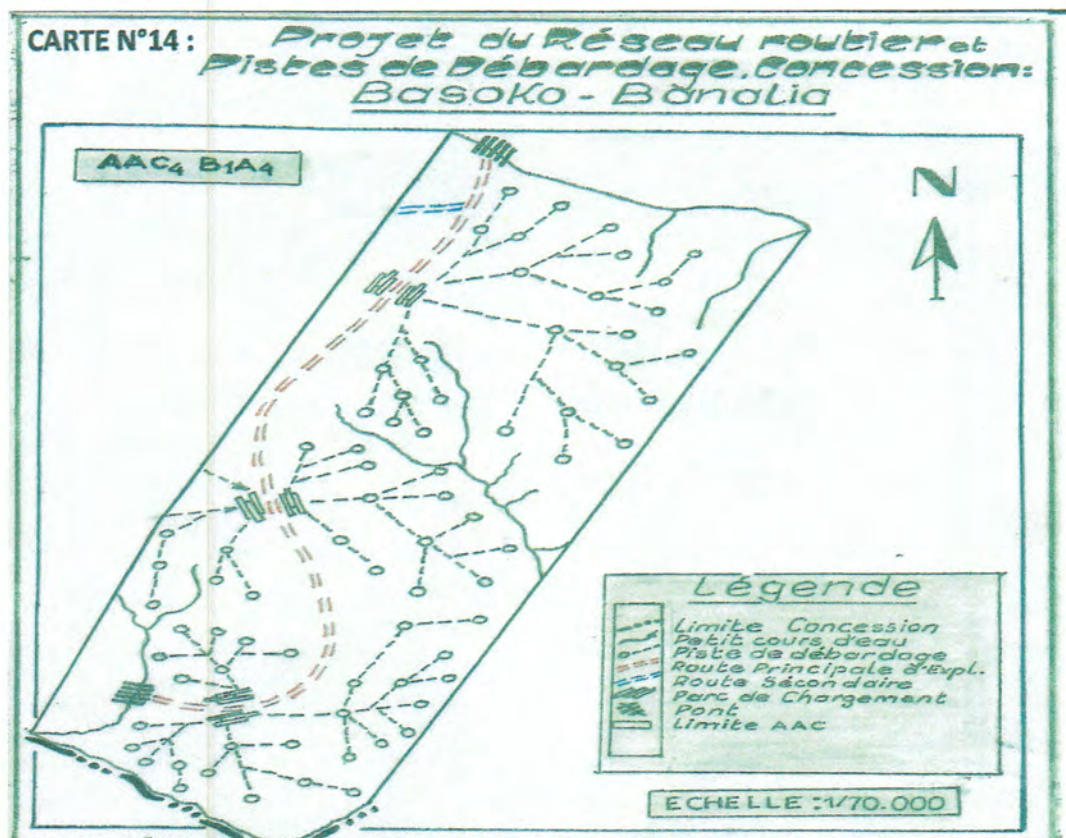 CARTE N°14 :
Projet du Réseau routier et
Pistes de Débardage. Concession:
Basoko - Banalia
AAC4 B1A4
N
Légende
Limite Concession
Petit cours d'eau
Piste de débardage
Route Principale d'Expl.
Route Sécondaire
Parc de Chargement
Pont
Limite AAC
ECHELLE : 1/70.000